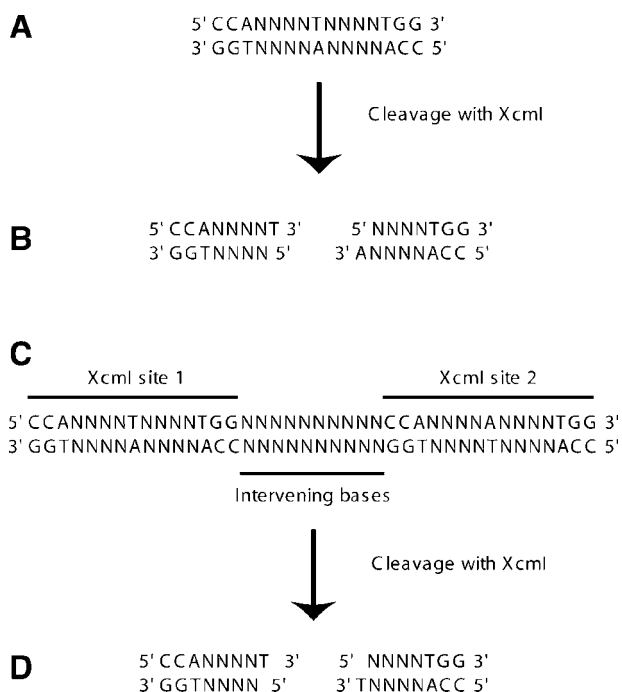 A
5' CCANNNNTNNNNTGG 3'
3' GGTNNNNANNNNACC 5'
Cleavage with XcmI
B
5' CCANNNNT 3' 5' NNNNTGG 3'
3' GGTNNNN 5' 3' ANNNNACC 5'
C
XcmI site 1 XcmI site 2
5' CCANNNNTNNNNTGGNNNNNNNNNNCCANNNNANNNNTGG 3'
3' GGTNNNNANNNNACCNNNNNNNNNNGGTNNNNTNNNNACC 5'
Intervening bases
Cleavage with XcmI
D
5' CCANNNNT 3' 5' NNNNTGG 3'
3' GGTNNNN 5' 3' TNNNNACC 5'